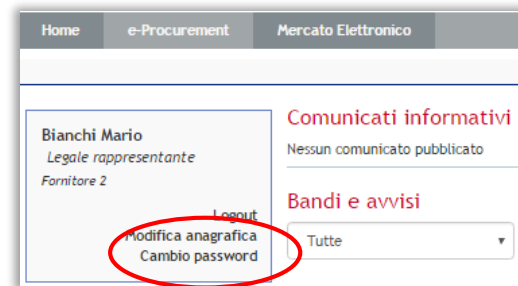 Home e-Procurement Mercato Elettronico
Bianchi Mario
Legale rappresentante
Fornitore 2
Logout
Modifica anagrafica
Cambio password
Comunicati informativi
Nessun comunicato pubblicato
Bandi e avvisi
Tutte